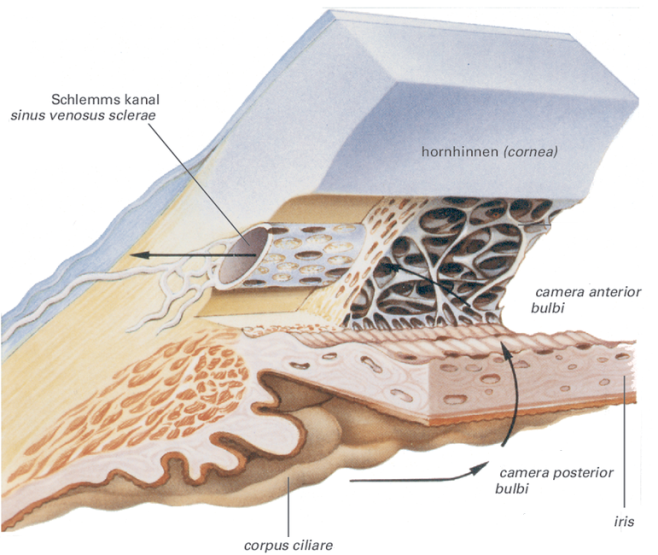 Schlemms kanal
sinus venosus sclerae
hornhinnen (cornea)
camera anterior
bulbi
camera posterior
bulbi
iris
corpus ciliare